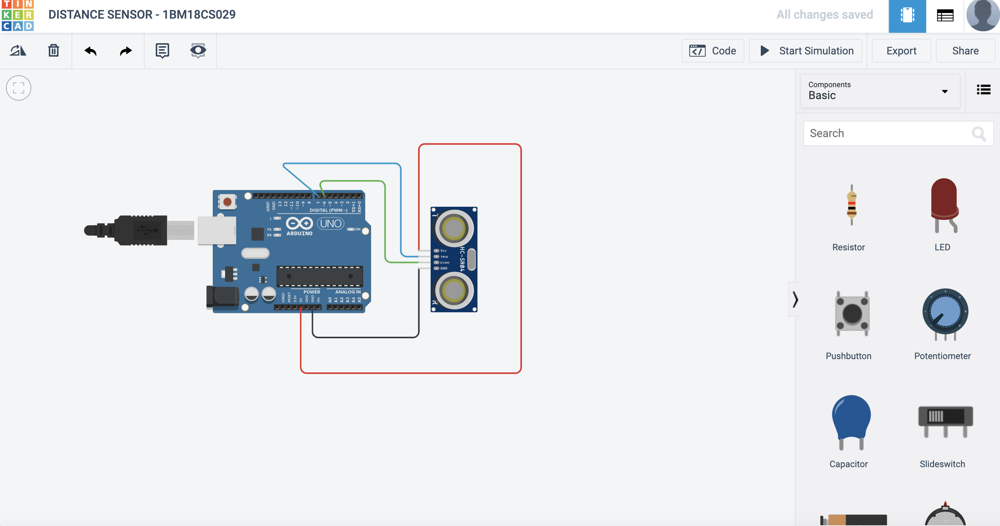 TIN
KER
CAD
DISTANCE SENSOR - 1BM18CS029
All changes saved
Code
Start Simulation
Export
Share
Components
Basic
Search
Resistor
LED
Pushbutton
Potentiometer
Capacitor
Slideswitch
AREF
GND
13
12
~11
~10
~9
8
7
~6
~5
4
~3
2
TX→1
RX←0
DIGITAL (PWM~)
L
TX
RX
ARDUINO
UNO
ON
POWER
ANALOG IN
IOREF
RESET
3.3V
5V
GND
GND
Vin
A0
A1
A2
A3
A4
A5
T
VCC
TRIG
ECHO
GND
HC-SR04
R